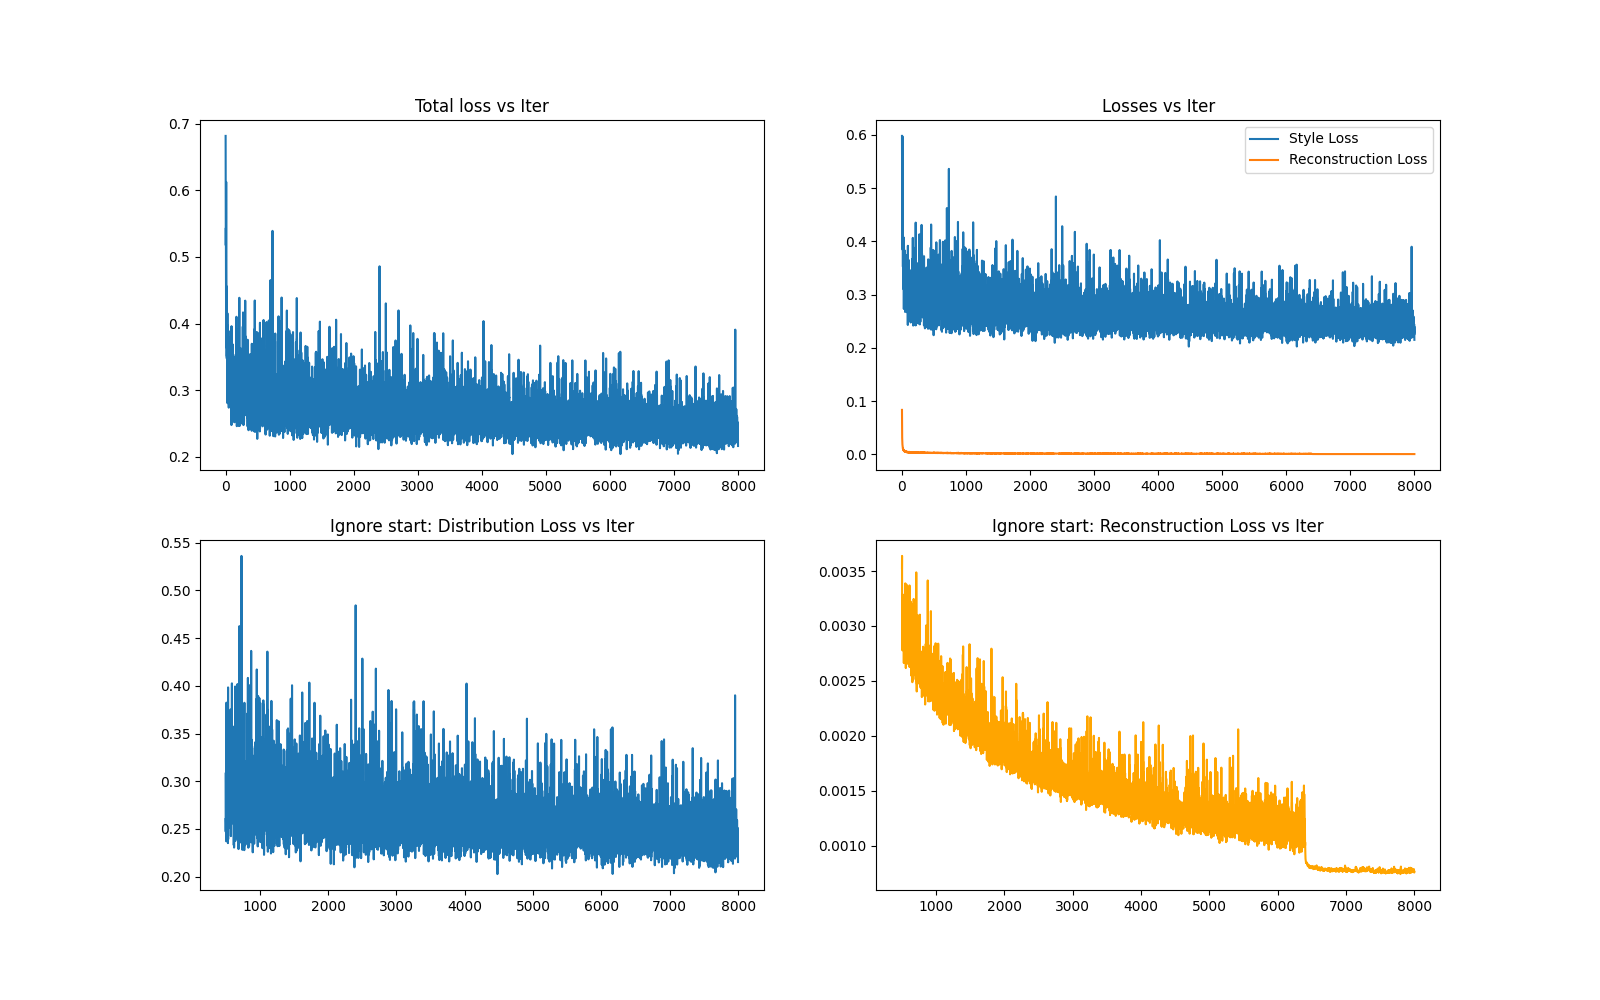 Total loss vs Iter
0.7
0.6
0.5
0.4
0.3
0.2
0 1000 2000 3000 4000 5000 6000 7000 8000
Losses vs Iter
Style Loss
Reconstruction Loss
0.6
0.5
0.4
0.3
0.2
0.1
0.0
0 1000 2000 3000 4000 5000 6000 7000 8000
Ignore start: Distribution Loss vs Iter
0.55
0.50
0.45
0.40
0.35
0.30
0.25
0.20
1000 2000 3000 4000 5000 6000 7000 8000
Ignore start: Reconstruction Loss vs Iter
0.0035
0.0030
0.0025
0.0020
0.0015
0.0010
1000 2000 3000 4000 5000 6000 7000 8000